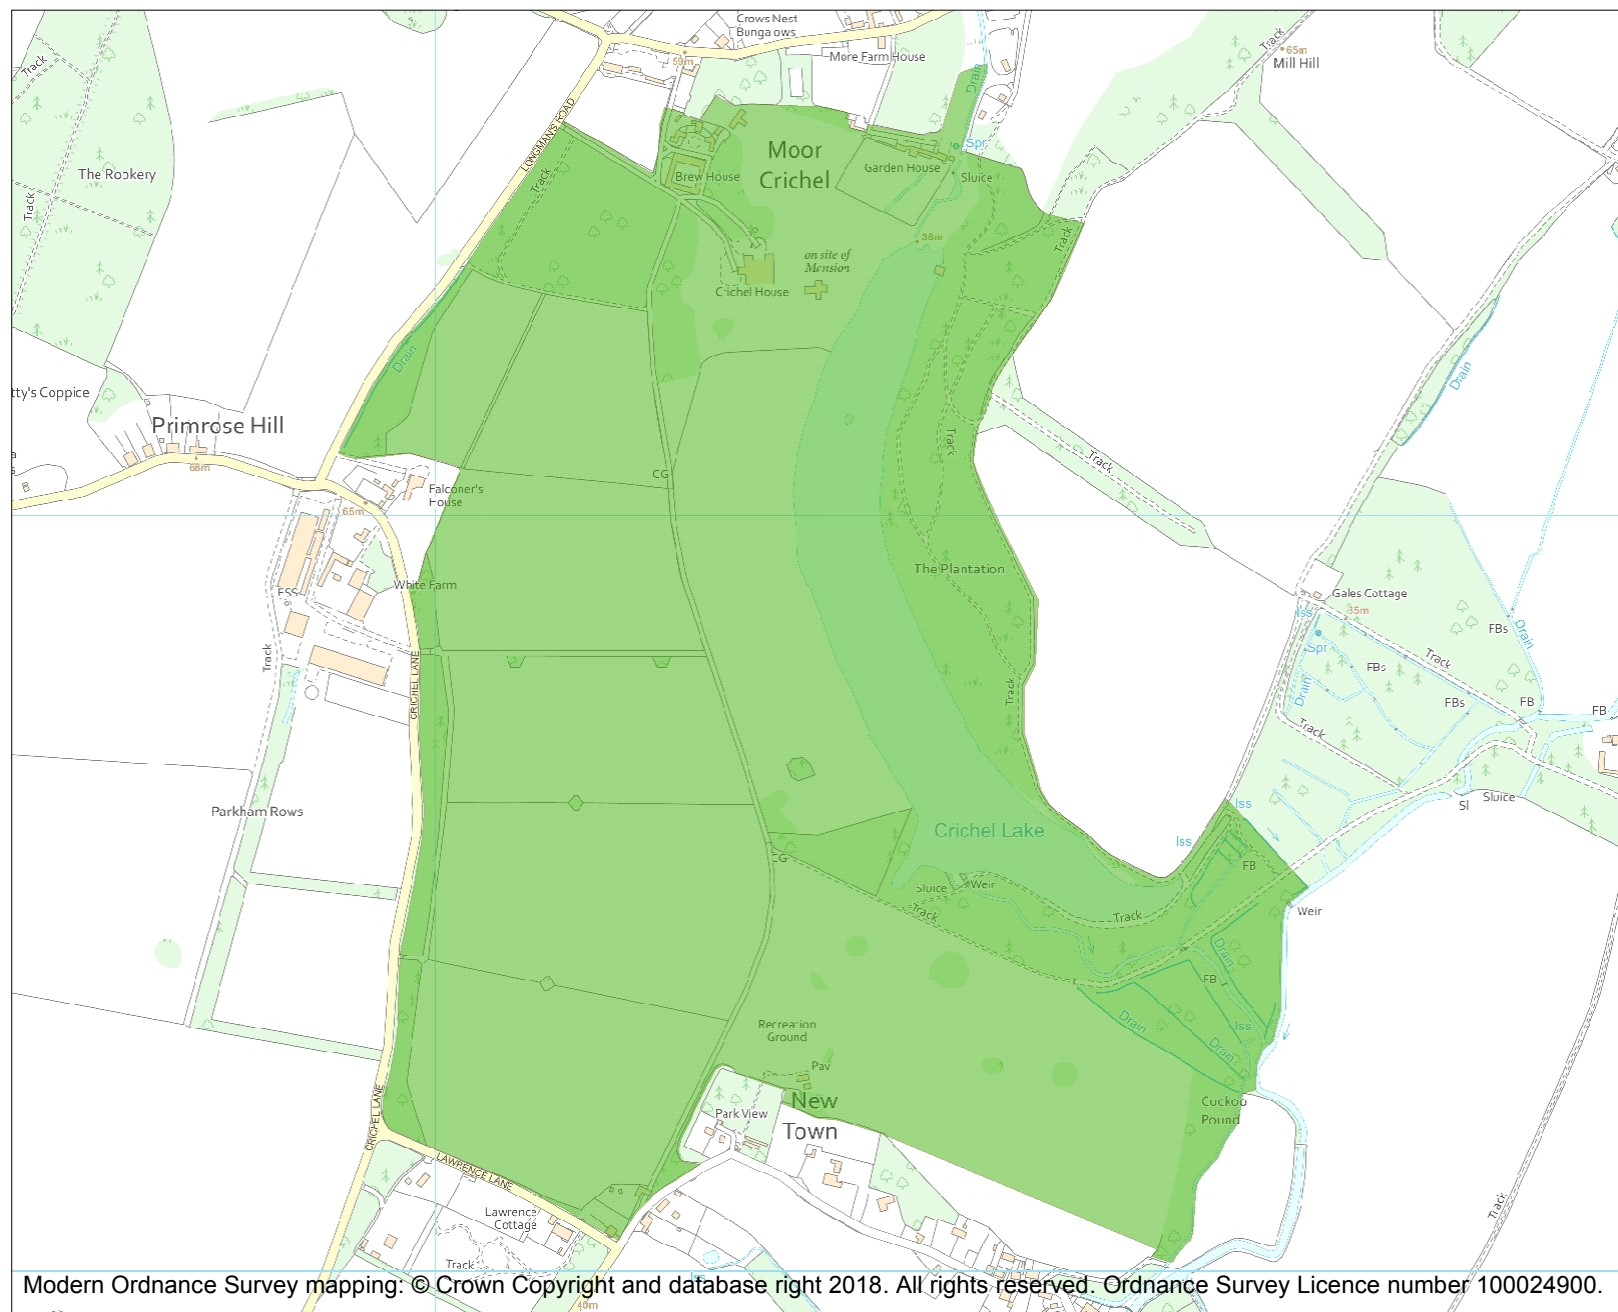 Crows Nest
Bungalows
59m
More Farm House
Drain
Track
65m
Mill Hill
Track
LONGMAN'S ROAD
The Rookery
Track
Track
Moor
Crichel
Brew House
Garden House
Spr
Sluice
38m
on site of
Mansion
Crichel House
Track
Drain
Drain
tty's Coppice
Primrose Hill
68m
Falconer's
House
65m
CG
Track
Track
White Farm
ESS
The Plantation
Gales Cottage
35m
Iss
Spr
FBs
Drain
FBs
Track
Drain
FBs
FB
FB
Track
Track
CRICHEL LANE
Track
Parkham Rows
Iss
Sl
Sluice
Crichel Lake
Iss
CG
FB
Sluice
Weir
Track
Track
Weir
Drain
FB
Recreation
Ground
Drain
Iss
Drain
Pav
New
Town
Park View
Cuckoo
Pound
CRICHEL LANE
LAWRENCE LANE
Lawrence
Cottage
Track
Track
Iss
Modern Ordnance Survey mapping: © Crown Copyright and database right 2018. All rights reserved. Ordnance Survey Licence number 100024900.
40m